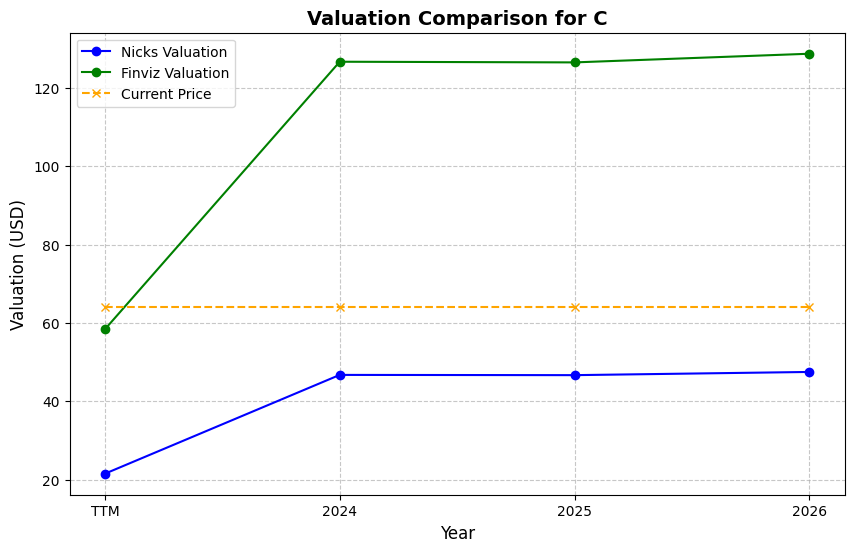 Valuation Comparison for C
Nicks Valuation
Finviz Valuation
Current Price
Valuation (USD)
120
100
80
60
40
20
TTM 2024 2025 2026
Year